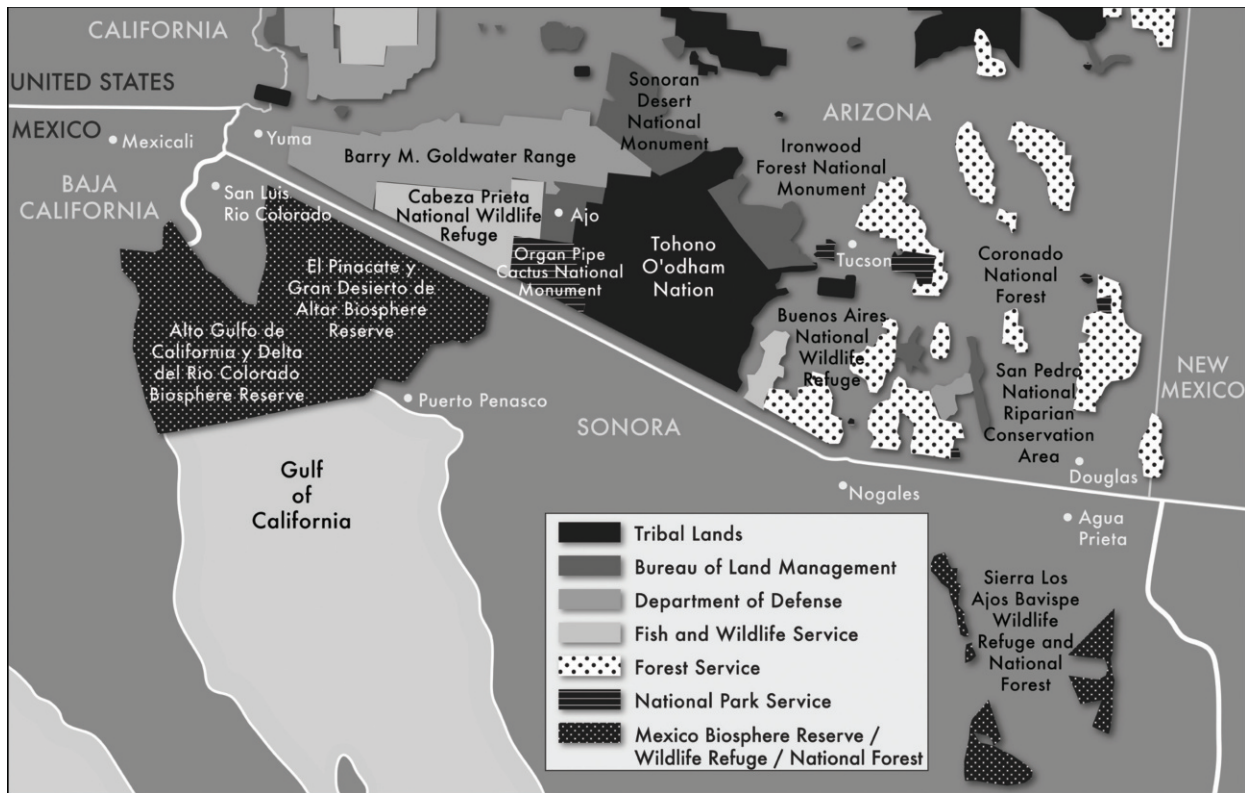 CALIFORNIA
UNITED STATES
MEXICO
Mexicali
Yuma
BAJA
CALIFORNIA
San Luis
Rio Colorado
Barry M. Goldwater Range
Cabeza Prieta
National Wildlife
Refuge
Ajo
Organ Pipe
Cactus National
Monument
Sonoran
Desert
National
Monument
ARIZONA
Ironwood
Forest National
Monument
Tohono
O'odham
Nation
Tucson
Coronado
National
Forest
Buenos Aires
National
Wildlife
Refuge
San Pedro
National
Riparian
Conservation
Area
NEW
MEXICO
El Pinacate y
Gran Desierto de
Altar Biosphere
Reserve
Alto Gulfo de
California y Delta
del Rio Colorado
Biosphere Reserve
Puerto Penasco
SONORA
Nogales
Douglas
Agua
Prieta
Gulf
of
California
Sierra Los
Ajos Bavispe
Wildlife
Refuge and
National
Forest
Tribal Lands
Bureau of Land Management
Department of Defense
Fish and Wildlife Service
Forest Service
National Park Service
Mexico Biosphere Reserve /
Wildlife Refuge / National Forest